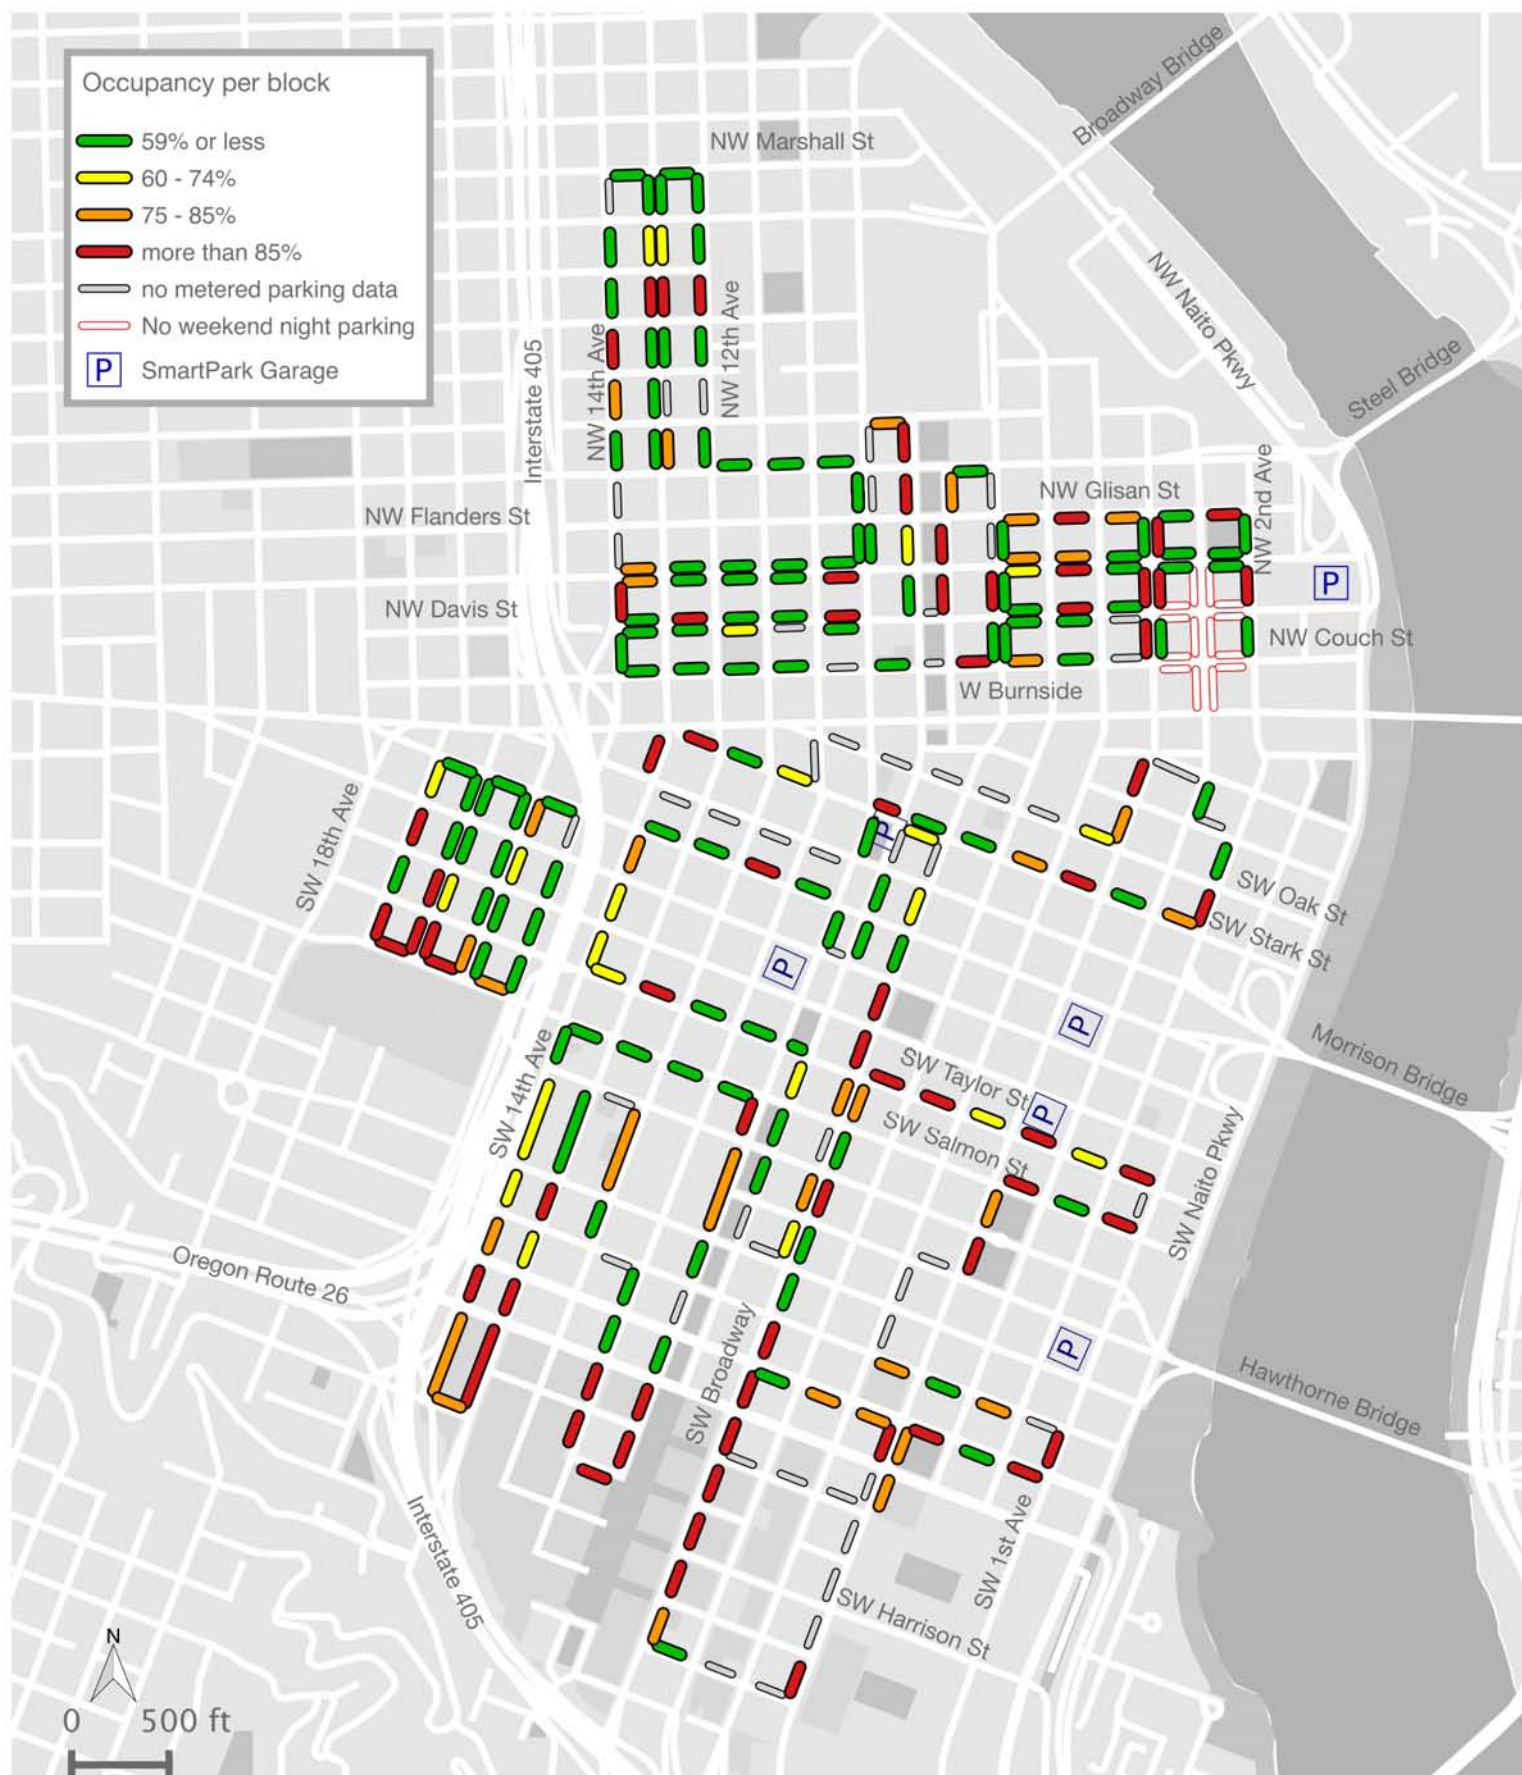 Occupancy per block
59% or less
60 - 74%
75 - 85%
more than 85%
no metered parking data
No weekend night parking
P SmartPark Garage
NW Marshall St
Broadway Bridge
NW Naito Pkwy
Steel Bridge
NW 14th Ave
NW 12th Ave
Interstate 405
NW 2nd Ave
NW Glisan St
NW Flanders St
P
NW Davis St
NW Couch St
W Burnside
SW 18th Ave
P
SW Oak St
SW Stark St
P
P
Morrison Bridge
SW 14th Ave
SW Taylor St
P
SW Salmon St
SW Naito Pkwy
Oregon Route 26
SW Broadway
P
Hawthorne Bridge
Interstate 405
SW 1st Ave
SW Harrison St
N
0 500 ft